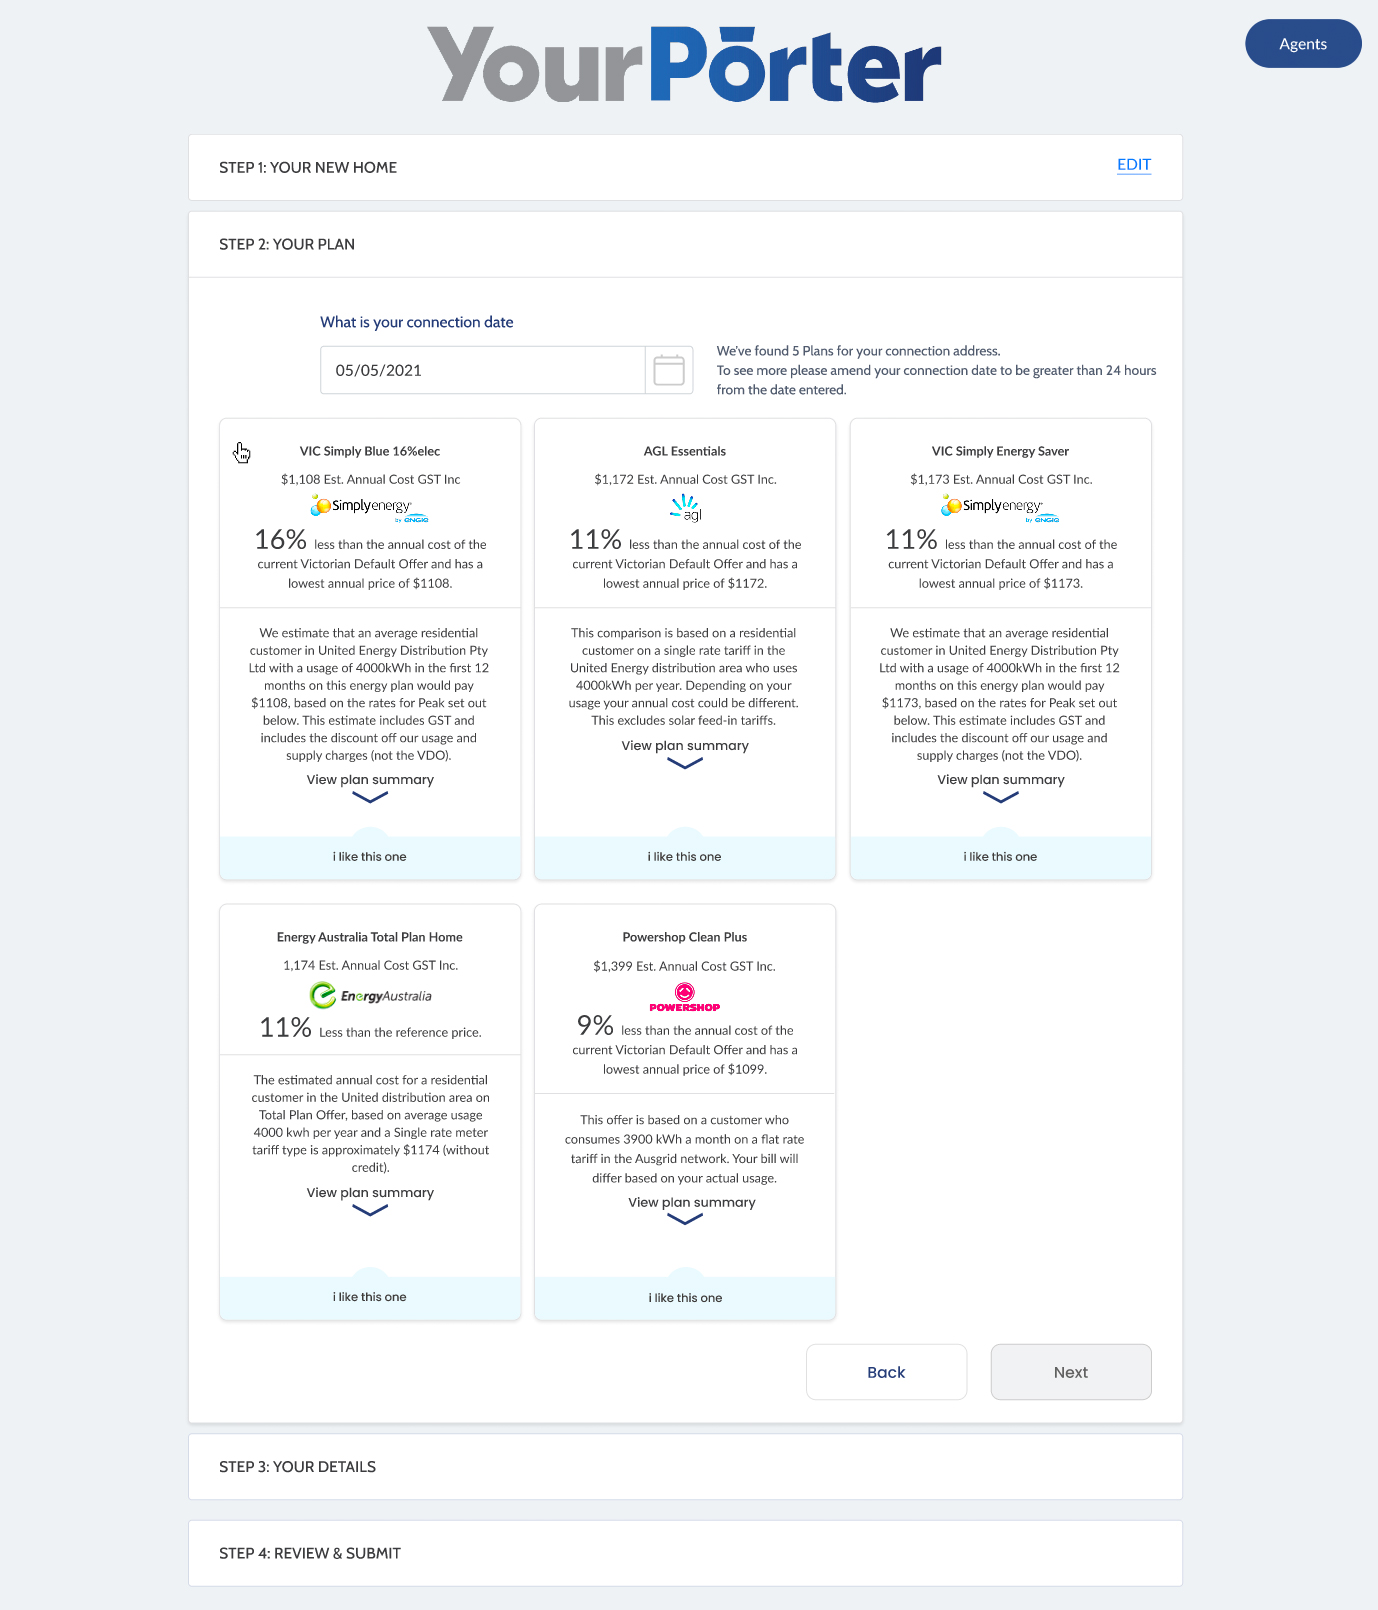 YourPōrter
Agents
STEP 1: YOUR NEW HOME
EDIT
STEP 2: YOUR PLAN
What is your connection date
05/05/2021
We've found 5 Plans for your connection address.
To see more please amend your connection date to be greater than 24 hours
from the date entered.
VIC Simply Blue 16%elec
$1,108 Est. Annual Cost GST Inc
Simplyenergy
by ENGIE
16% less than the annual cost of the
current Victorian Default Offer and has a
lowest annual price of $1108.
We estimate that an average residential
customer in United Energy Distribution Pty
Ltd with a usage of 4000kWh in the first 12
months on this energy plan would pay
$1108, based on the rates for Peak set out
below. This estimate includes GST and
includes the discount off our usage and
supply charges (not the VDO).
View plan summary
i like this one
AGL Essentials
$1,172 Est. Annual Cost GST Inc.
agl
11% less than the annual cost of the
current Victorian Default Offer and has a
lowest annual price of $1172.
This comparison is based on a residential
customer on a single rate tariff in the
United Energy distribution area who uses
4000kWh per year. Depending on your
usage your annual cost could be different.
This excludes solar feed-in tariffs.
View plan summary
i like this one
VIC Simply Energy Saver
$1,173 Est. Annual Cost GST Inc.
Simplyenergy
by ENGIE
11% less than the annual cost of the
current Victorian Default Offer and has a
lowest annual price of $1173.
We estimate that an average residential
customer in United Energy Distribution Pty
Ltd with a usage of 4000kWh in the first 12
months on this energy plan would pay
$1173, based on the rates for Peak set out
below. This estimate includes GST and
includes the discount off our usage and
supply charges (not the VDO).
View plan summary
i like this one
Energy Australia Total Plan Home
1,174 Est. Annual Cost GST Inc.
EnergyAustralia
11% Less than the reference price.
The estimated annual cost for a residential
customer in the United distribution area on
Total Plan Offer, based on average usage
4000 kwh per year and a Single rate meter
tariff type is approximately $1174 (without
credit).
View plan summary
i like this one
Powershop Clean Plus
$1,399 Est. Annual Cost GST Inc.
POWERSHOP
9% less than the annual cost of the
current Victorian Default Offer and has a
lowest annual price of $1099.
This offer is based on a customer who
consumes 3900 kWh a month on a flat rate
tariff in the Ausgrid network. Your bill will
differ based on your actual usage.
View plan summary
i like this one
Back
Next
STEP 3: YOUR DETAILS
STEP 4: REVIEW & SUBMIT